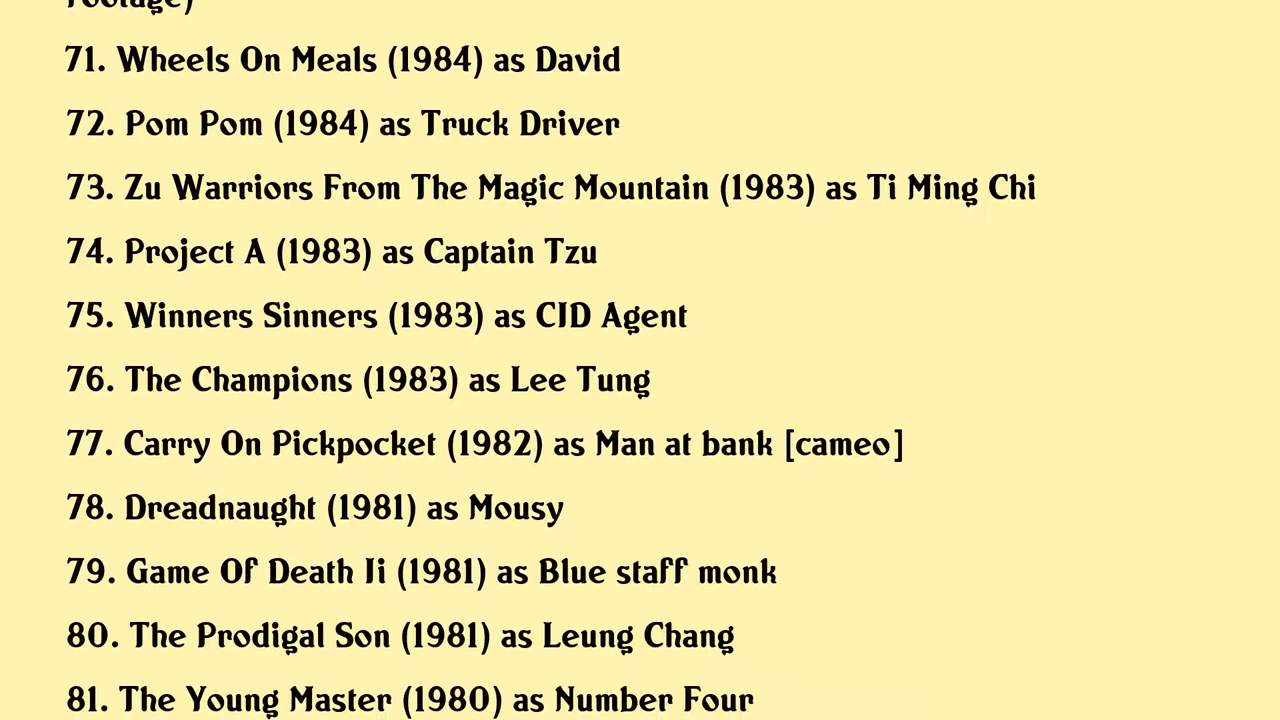 footage)
71. Wheels On Meals (1984) as David
72. Pom Pom (1984) as Truck Driver
73. Zu Warriors From The Magic Mountain (1983) as Ti Ming Chi
74. Project A (1983) as Captain Tzu
75. Winners Sinners (1983) as CID Agent
76. The Champions (1983) as Lee Tung
77. Carry On Pickpocket (1982) as Man at bank [cameo]
78. Dreadnaught (1981) as Mousy
79. Game Of Death Ii (1981) as Blue staff monk
80. The Prodigal Son (1981) as Leung Chang
81. The Young Master (1980) as Number Four